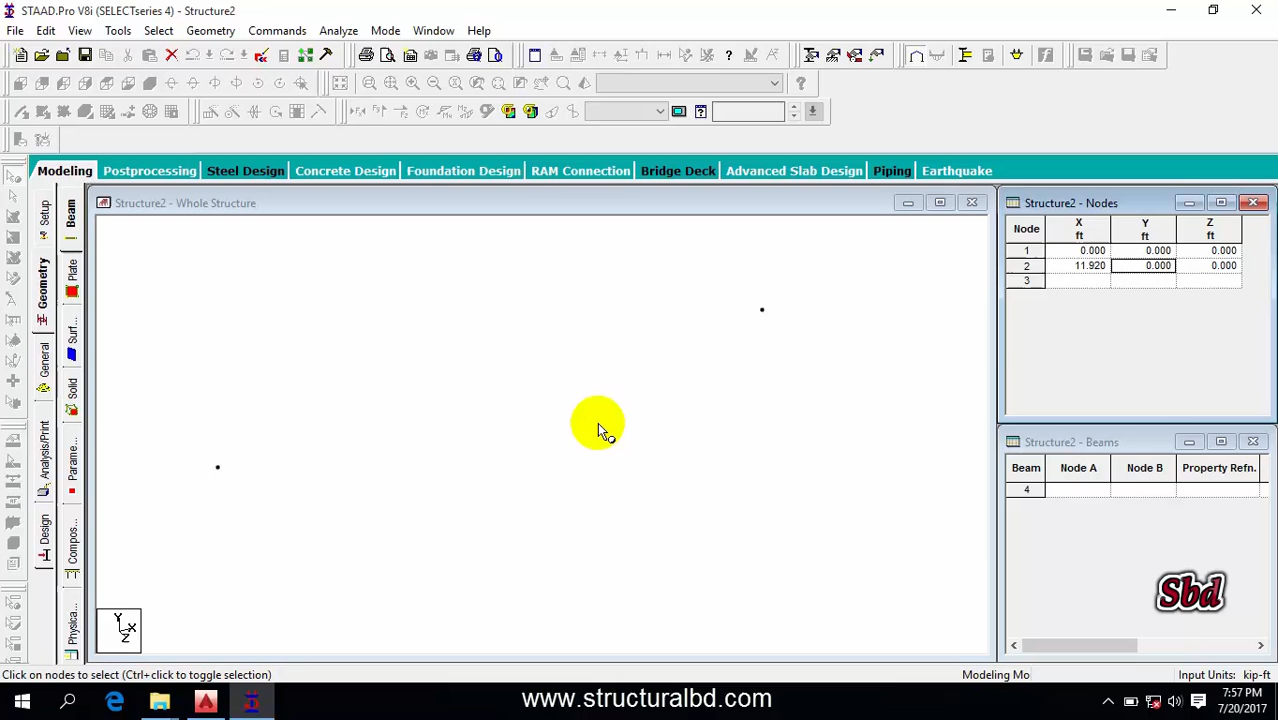 STAAD.Pro V8i (SELECTseries 4) - Structure2
File Edit View Tools Select Geometry Commands Analyze Mode Window Help
Modeling Postprocessing Steel Design Concrete Design Foundation Design RAM Connection Bridge Deck Advanced Slab Design Piping Earthquake
Setup
Geometry
General
Analysis/Print
Design
Beam
Plate
Surf...
Solid
Parame...
Compos...
Physica...
Structure2 - Whole Structure
Y
X
Z
Structure2 - Nodes
Node X ft Y ft Z ft
1 0.000 0.000 0.000
2 11.920 0.000 0.000
3
Structure2 - Beams
Beam Node A Node B Property Refn.
4
Sbd
Click on nodes to select (Ctrl+click to toggle selection)
Modeling Mo
Input Units: kip-ft
www.structuralbd.com
7:57 PM
7/20/2017